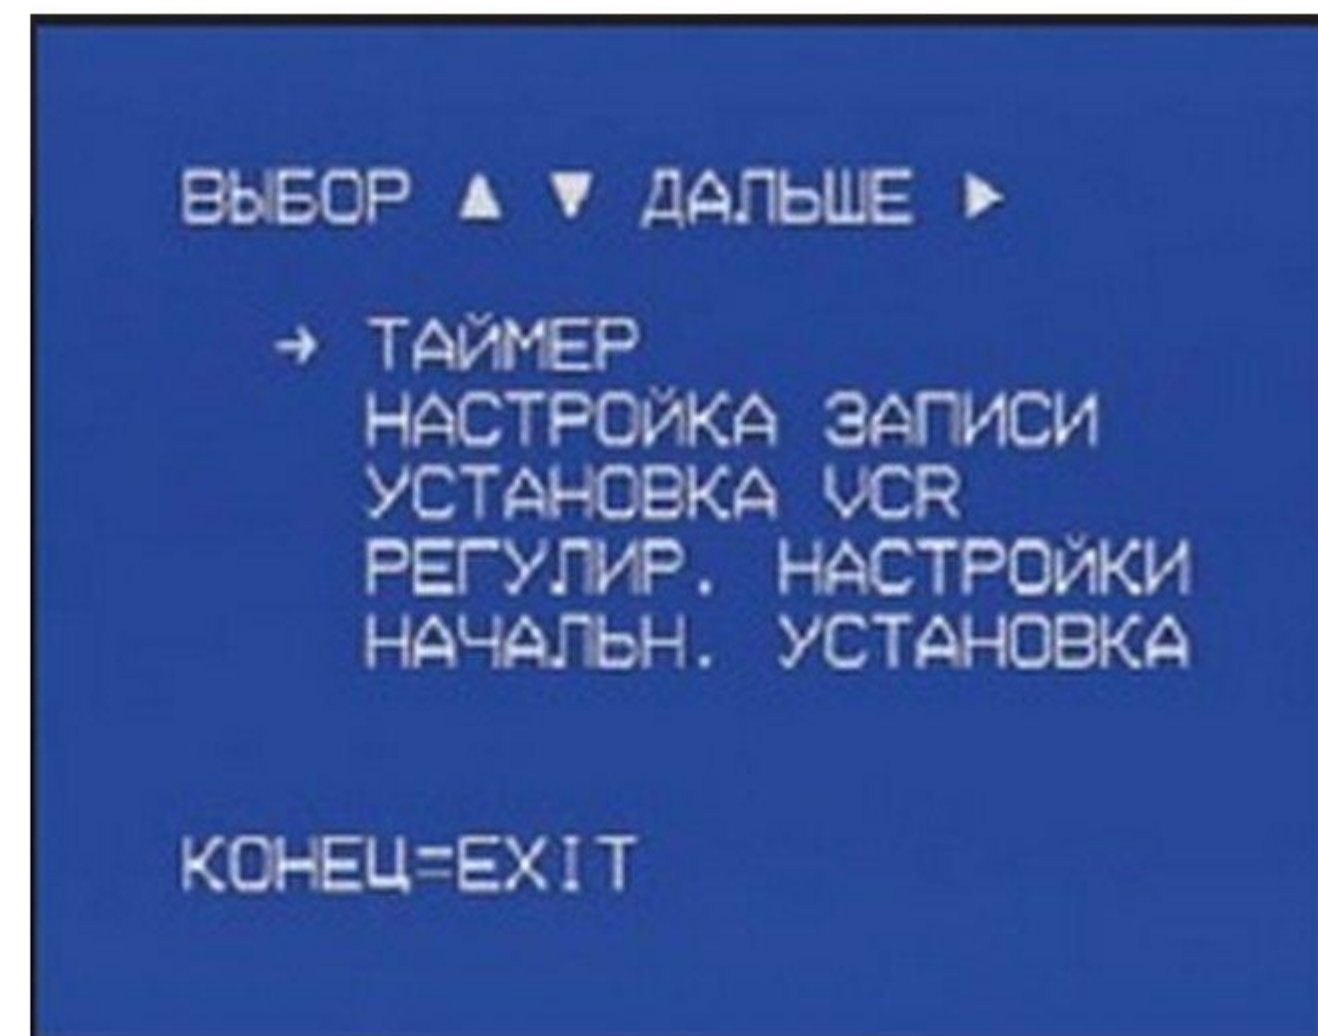 ВЫБОР ▲ ▼ ДАЛЬШЕ ►
→ ТАЙМЕР
НАСТРОЙКА ЗАПИСИ
УСТАНОВКА VCR
РЕГУЛИР. НАСТРОЙКИ
НАЧАЛЬН. УСТАНОВКА
КОНЕЦ=EXIT